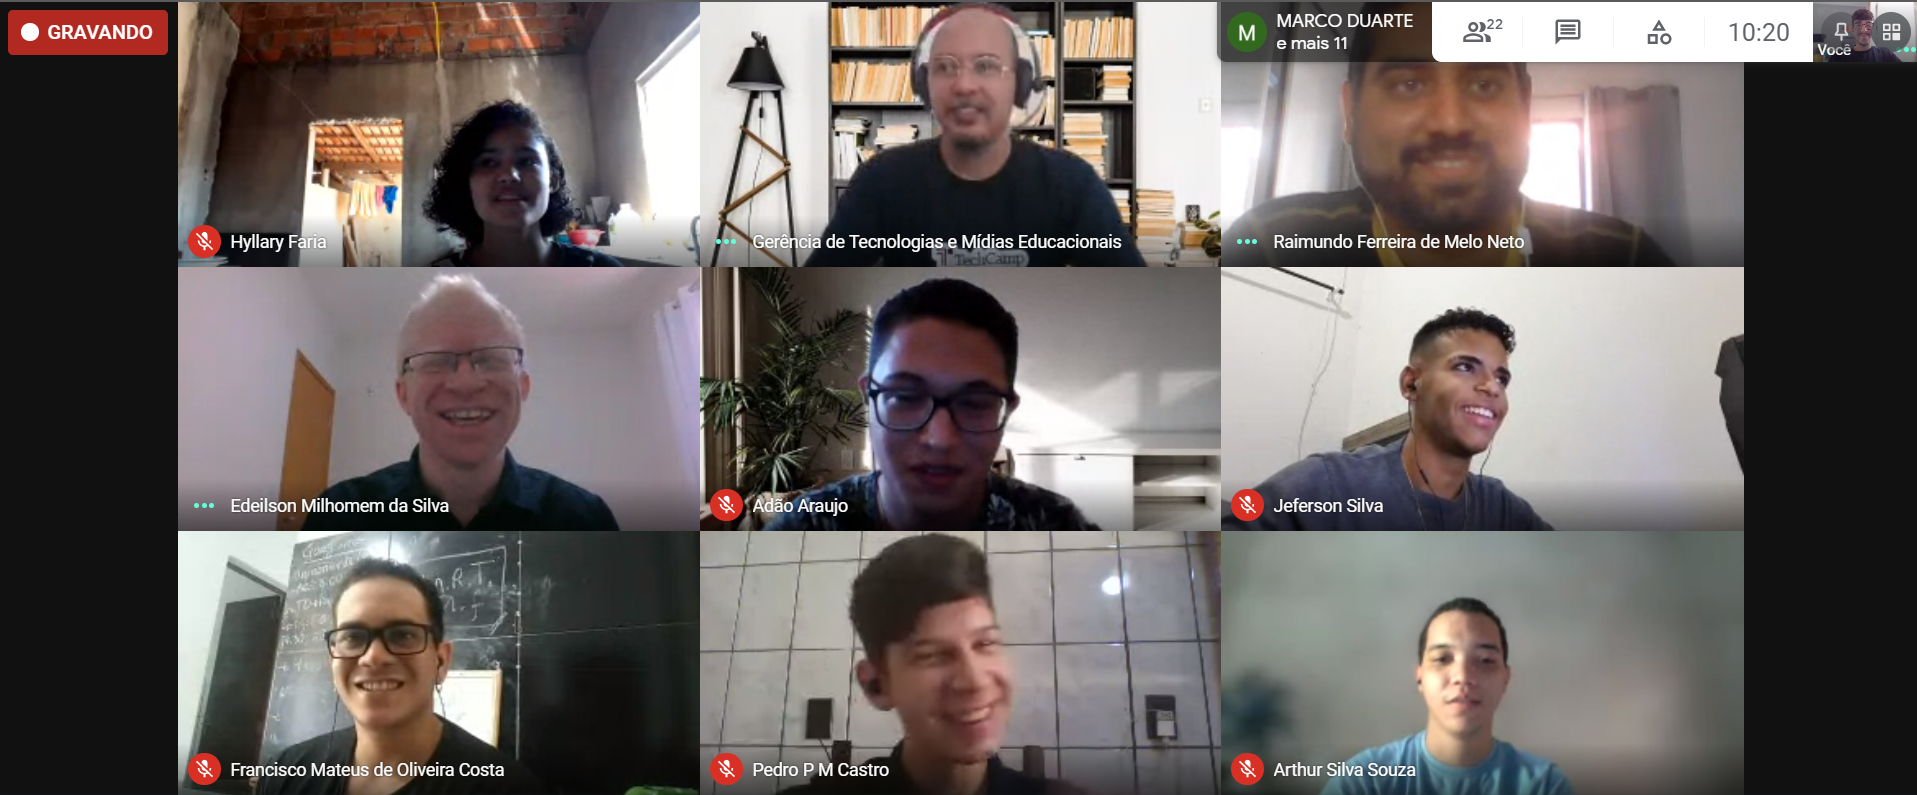 GRAVANDO
M
MARCO DUARTE
e mais 11
22
10:20
Você
Hyllary Faria
Gerência de Tecnologias e Mídias Educacionais
TechCamp
Raimundo Ferreira de Melo Neto
Edeilson Milhomem da Silva
Adão Araujo
Jeferson Silva
Francisco Mateus de Oliveira Costa
Pedro P M Castro
Arthur Silva Souza